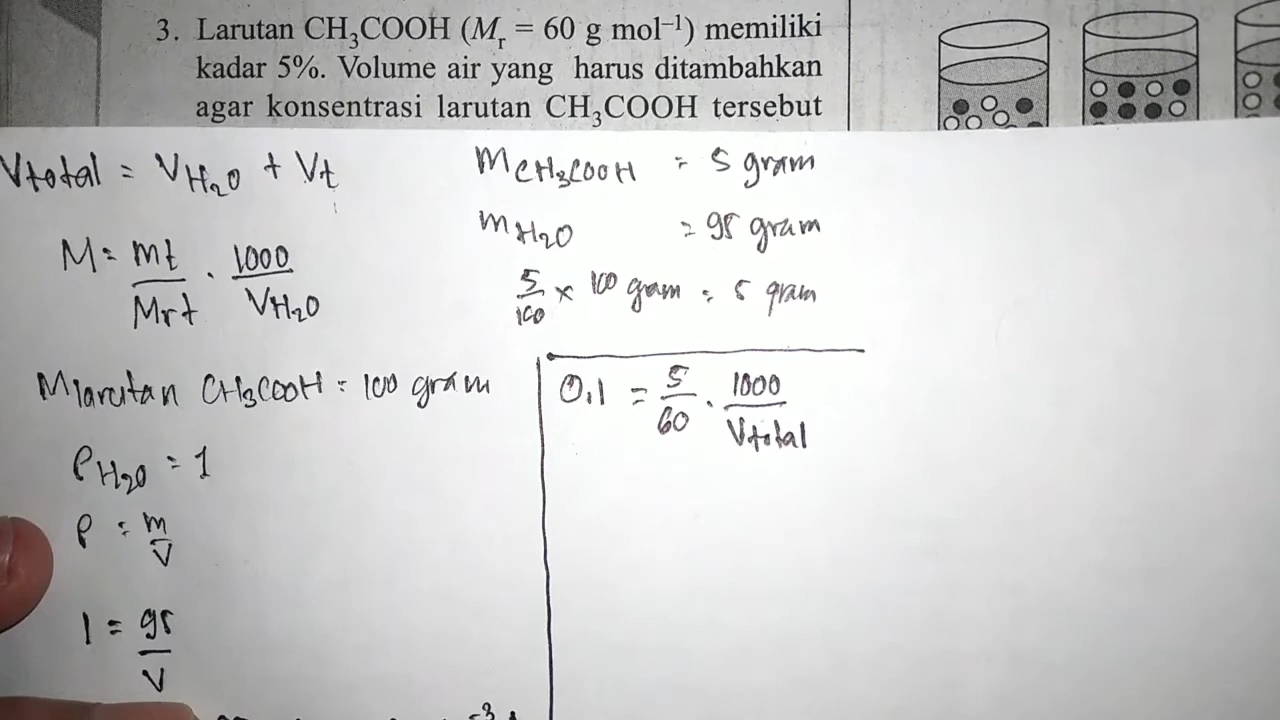 3. Larutan CH₃COOH (Mᵣ = 60 g mol⁻¹) memiliki
kadar 5%. Volume air yang harus ditambahkan
agar konsentrasi larutan CH₃COOH tersebut
Vtotal = VH₂O + Vt
M = mt/Mrt · 1000/VH₂O
Mlarutan CH₃COOH = 100 gram
ρH₂O = 1
ρ = m/V
1 = 95/V
mCH₃COOH = 5 gram
mH₂O = 95 gram
5/100 × 100 gram = 5 gram
0,1 = 5/60 · 1000/Vtotal